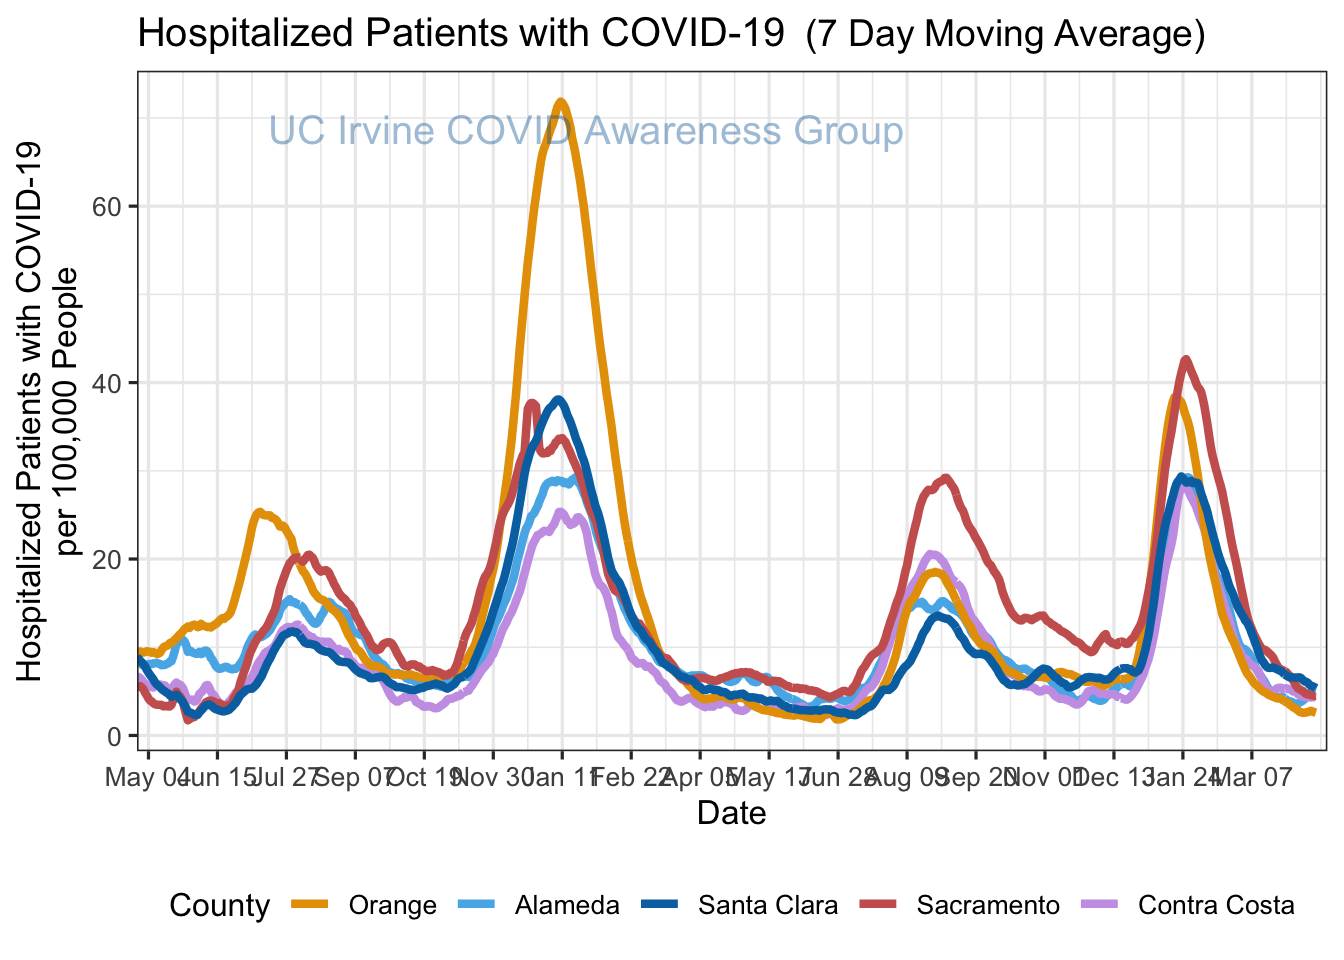 Hospitalized Patients with COVID-19  (7 Day Moving Average)
UC Irvine COVID Awareness Group
Hospitalized Patients with COVID-19
per 100,000 People
60
40
20
0
May 04 Jun 15 Jul 27 Sep 07 Oct 19 Nov 30 Jan 11 Feb 22 Apr 05 May 17 Jun 28 Aug 09 Sep 20 Nov 01 Dec 13 Jan 24 Mar 07
Date
County Orange Alameda Santa Clara Sacramento Contra Costa